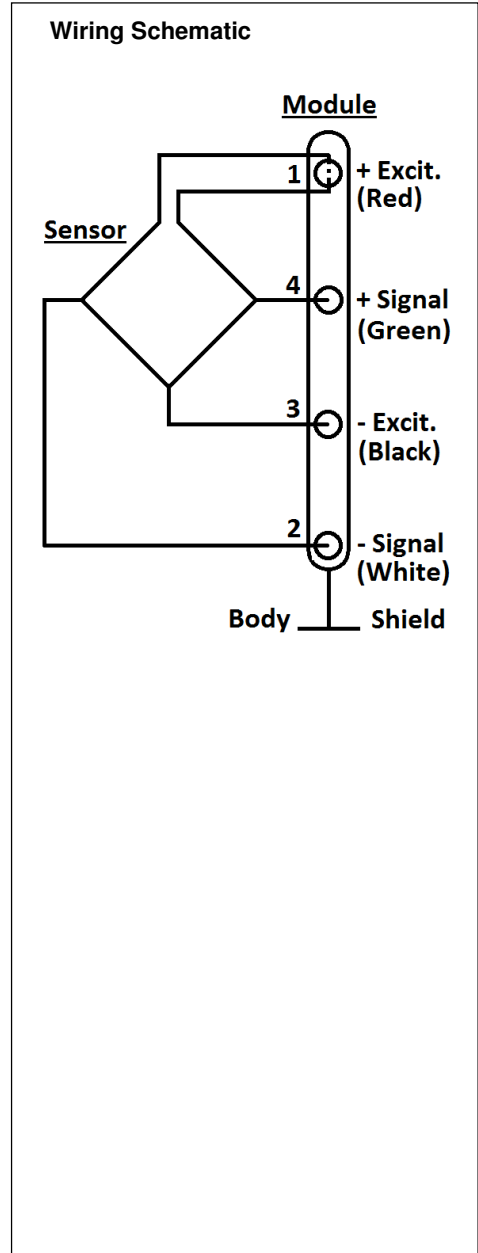 Wiring Schematic
Module
1
+ Excit.
(Red)
Sensor
4
+ Signal
(Green)
3
- Excit.
(Black)
2
- Signal
(White)
Body
Shield